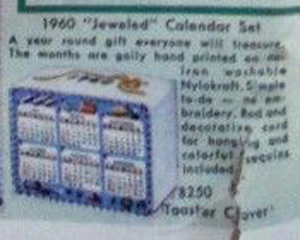 1960 "Jeweled" Calendar Set
A year round gift everyone will treasure.
The months are gaily hand printed on no-
iron washable
Nylokraft. Simple
to do — no em-
broidery. Rod and
decorative cord
for hanging and
colorful sequins
included.
8250
Toaster Cover